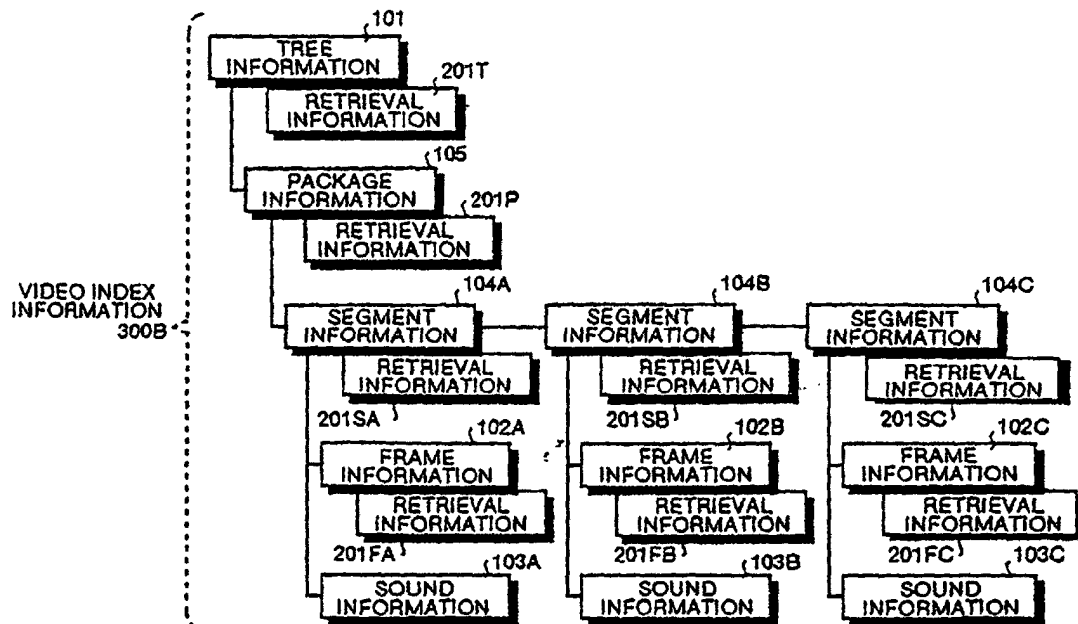 101
TREE
INFORMATION
201T
RETRIEVAL
INFORMATION
105
PACKAGE
INFORMATION
201P
RETRIEVAL
INFORMATION
VIDEO INDEX
INFORMATION
300B
104A
SEGMENT
INFORMATION
104B
SEGMENT
INFORMATION
104C
SEGMENT
INFORMATION
RETRIEVAL
INFORMATION
201SA
RETRIEVAL
INFORMATION
201SB
RETRIEVAL
INFORMATION
201SC
102A
FRAME
INFORMATION
102B
FRAME
INFORMATION
102C
FRAME
INFORMATION
RETRIEVAL
INFORMATION
201FA
RETRIEVAL
INFORMATION
201FB
RETRIEVAL
INFORMATION
201FC
103A
SOUND
INFORMATION
103B
SOUND
INFORMATION
103C
SOUND
INFORMATION